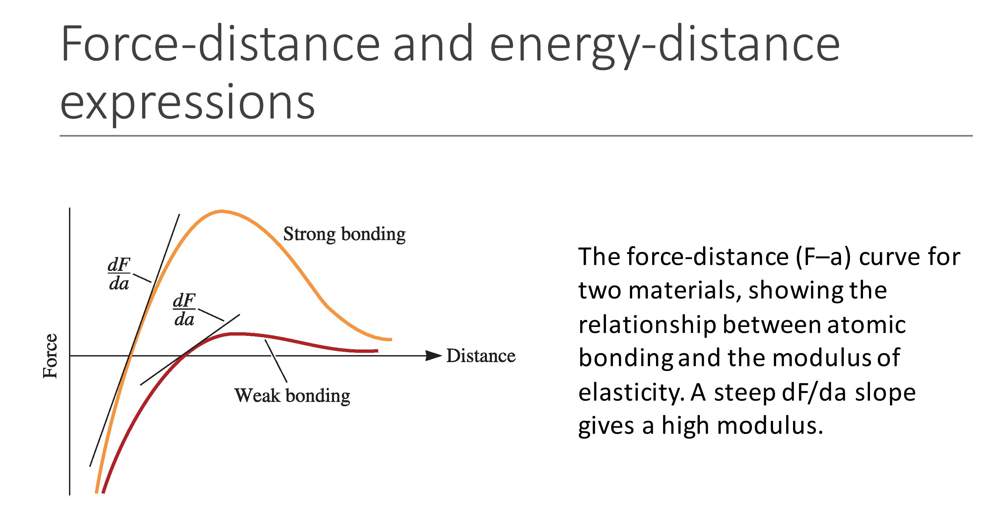 Force-distance and energy-distance
expressions
Strong bonding
dF
da
dF
da
Force
Distance
Weak bonding
The force-distance (F–a) curve for
two materials, showing the
relationship between atomic
bonding and the modulus of
elasticity. A steep dF/da slope
gives a high modulus.